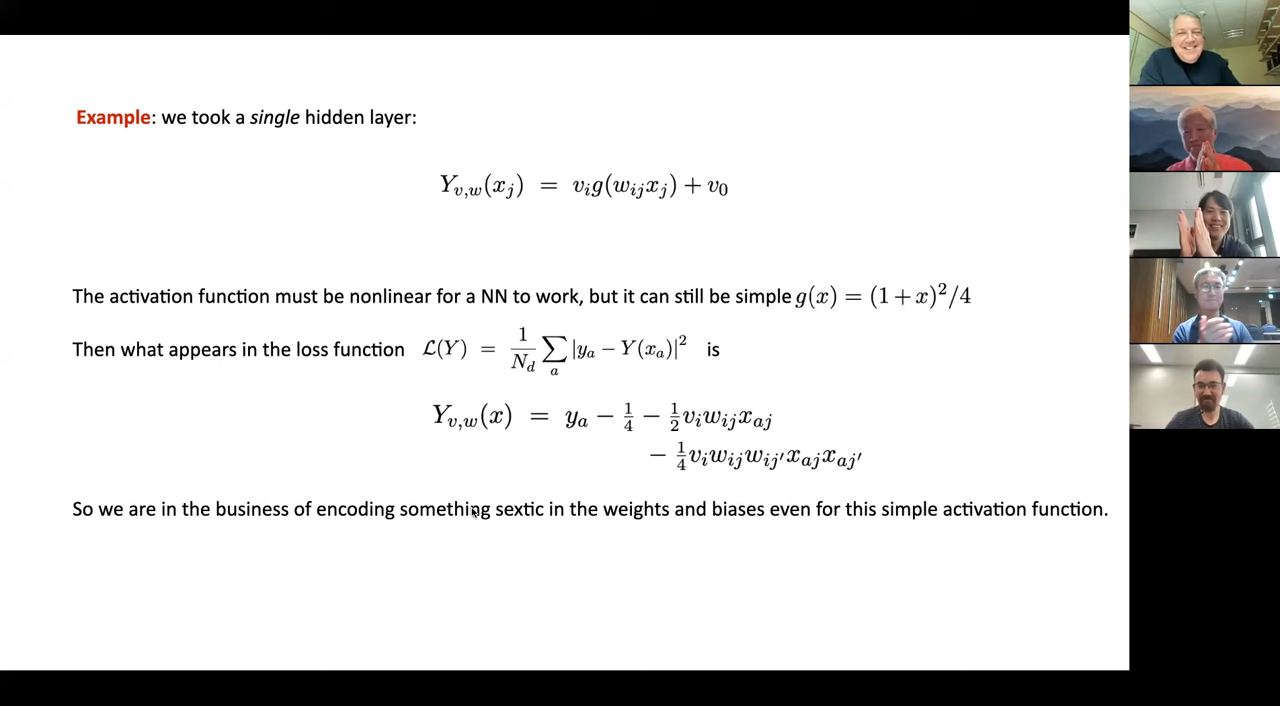 Example: we took a single hidden layer:
Y_{v,w}(x_j) = v_i g(w_{ij}x_j) + v_0
The activation function must be nonlinear for a NN to work, but it can still be simple g(x) = (1 + x)^2/4
Then what appears in the loss function ℒ(Y) = \frac{1}{N_d} \sum_a |y_a − Y(x_a)|^2 is
Y_{v,w}(x) = y_a − \frac{1}{4} − \frac{1}{2} v_i w_{ij} x_{aj}
− \frac{1}{4} v_i w_{ij} w_{ij'} x_{aj} x_{aj'}
So we are in the business of encoding something sextic in the weights and biases even for this simple activation function.